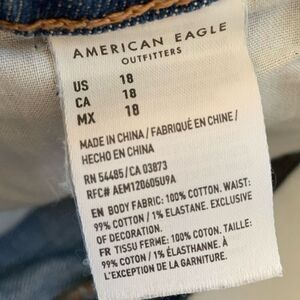 AMERICAN EAGLE
OUTFITTERS
US 18
CA 18
MX 18
MADE IN CHINA / FABRIQUÉ EN CHINE /
HECHO EN CHINA
RN 54485 / CA 03873
RFC# AEM120605U9A
EN BODY FABRIC: 100% COTTON. WAIST:
99% COTTON / 1% ELASTANE. EXCLUSIVE
OF DECORATION.
FR TISSU FERME: 100% COTON. TAILLE:
99% COTON / 1% ÉLASTHANNE. À
L'EXCEPTION DE LA GARNITURE.